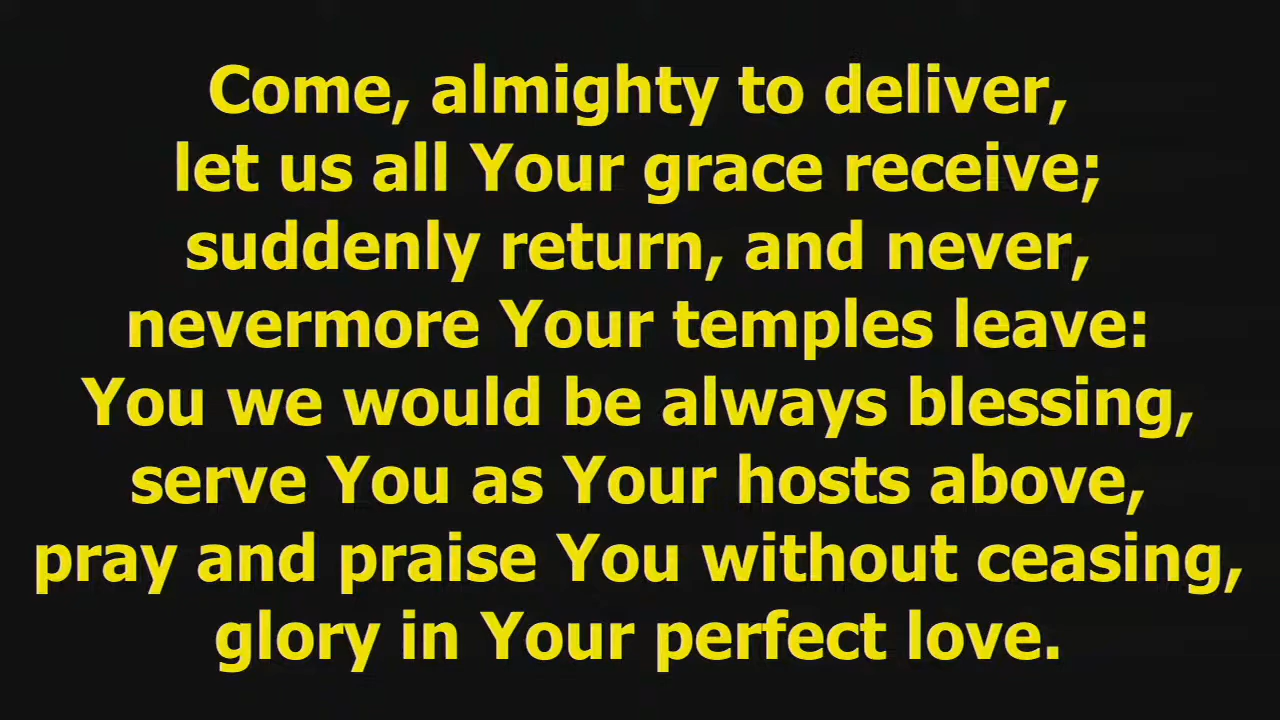 Come, almighty to deliver,
let us all Your grace receive;
suddenly return, and never,
nevermore Your temples leave:
You we would be always blessing,
serve You as Your hosts above,
pray and praise You without ceasing,
glory in Your perfect love.